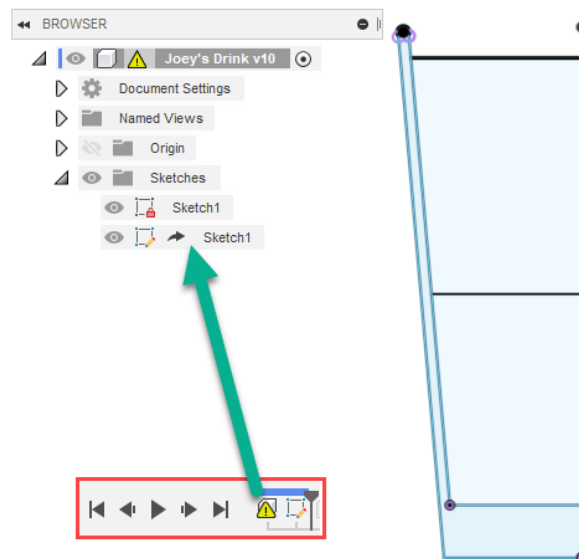 BROWSER
Joey's Drink v10
Document Settings
Named Views
Origin
Sketches
Sketch1
Sketch1